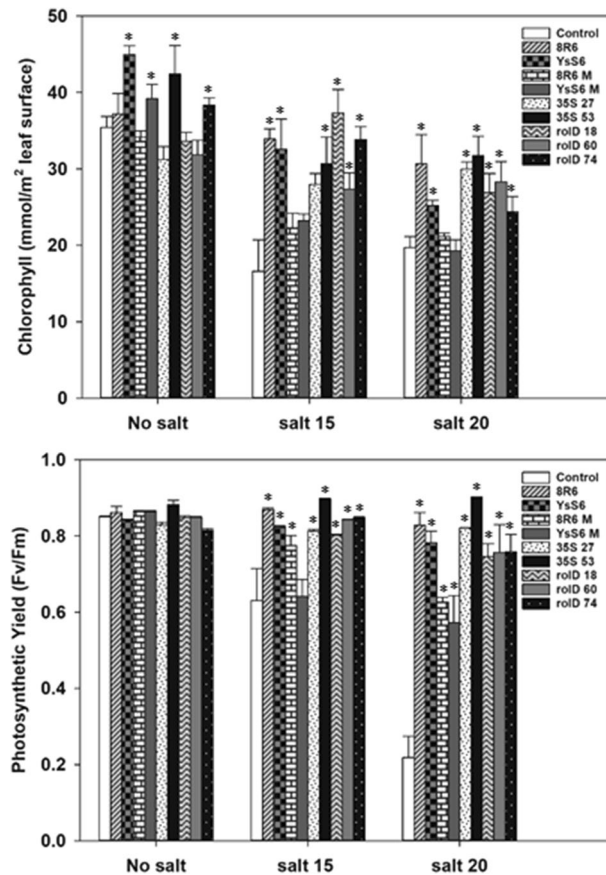 Chlorophyll (mmol/m² leaf surface)
50
40
30
20
10
0
* * * * *
* * * * * *
* * * * * * *
Control
8R6
YsS6
8R6 M
YsS6 M
35S 27
35S 53
rolD 18
rolD 60
rolD 74
No salt
salt 15
salt 20
Photosynthetic Yield (Fv/Fm)
1.0
0.8
0.6
0.4
0.2
0.0
* * * * * * * *
* * * * * * * * *
Control
8R6
YsS6
8R6 M
YsS6 M
35S 27
35S 53
rolD 18
rolD 60
rolD 74
No salt
salt 15
salt 20